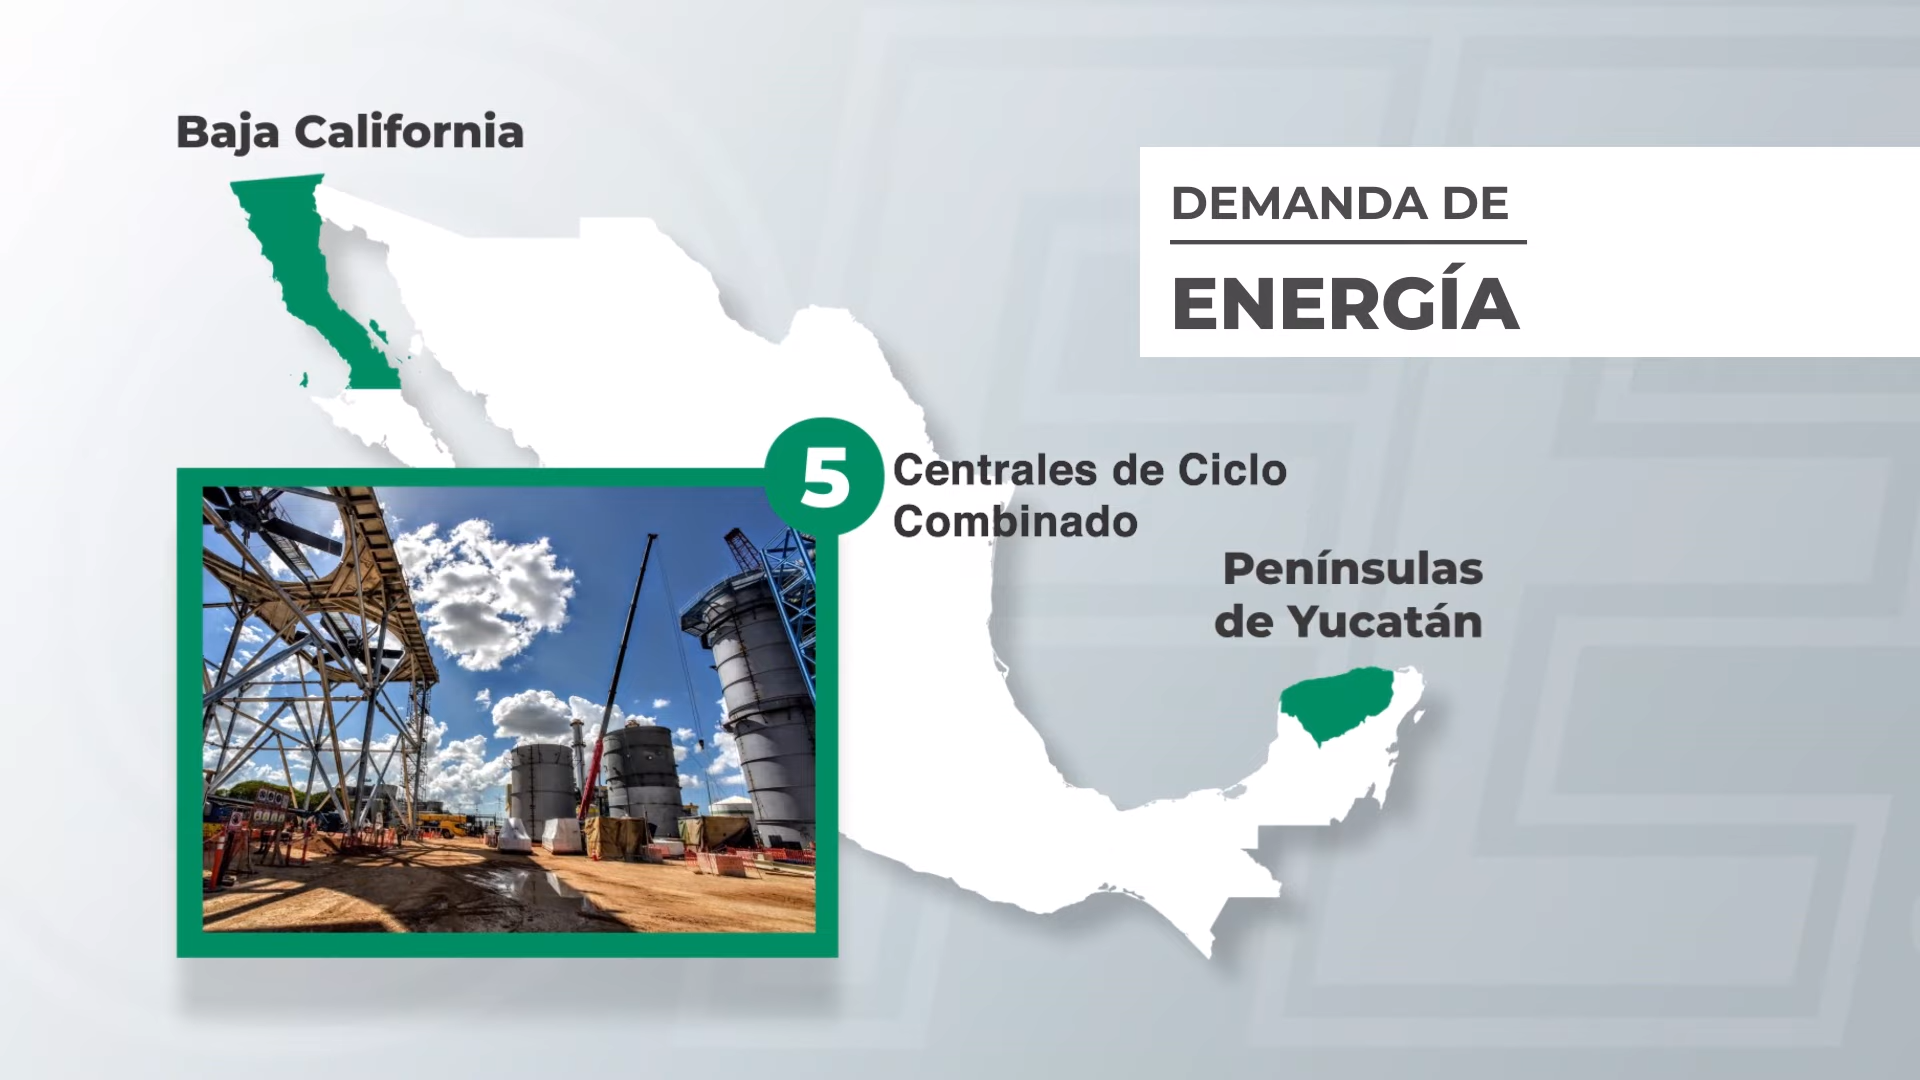 Baja California
DEMANDA DE
ENERGÍA
5
Centrales de Ciclo
Combinado
Penínsulas
de Yucatán